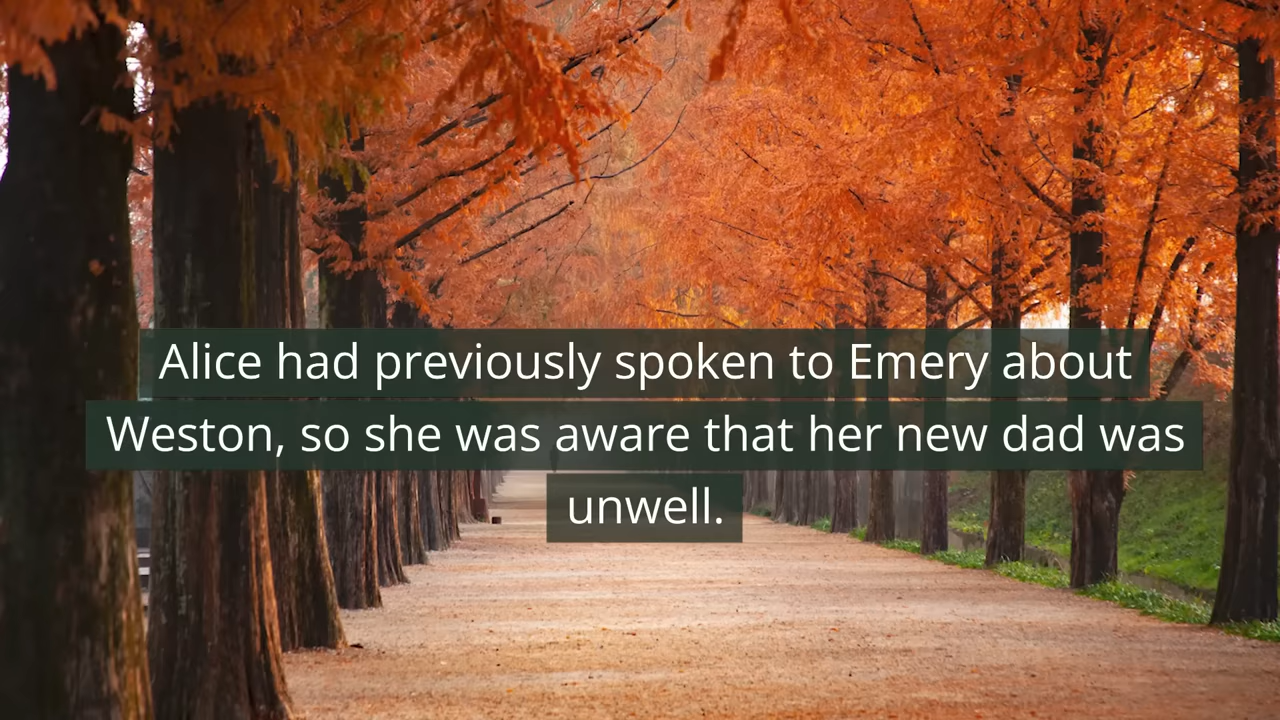 Alice had previously spoken to Emery about
Weston, so she was aware that her new dad was
unwell.